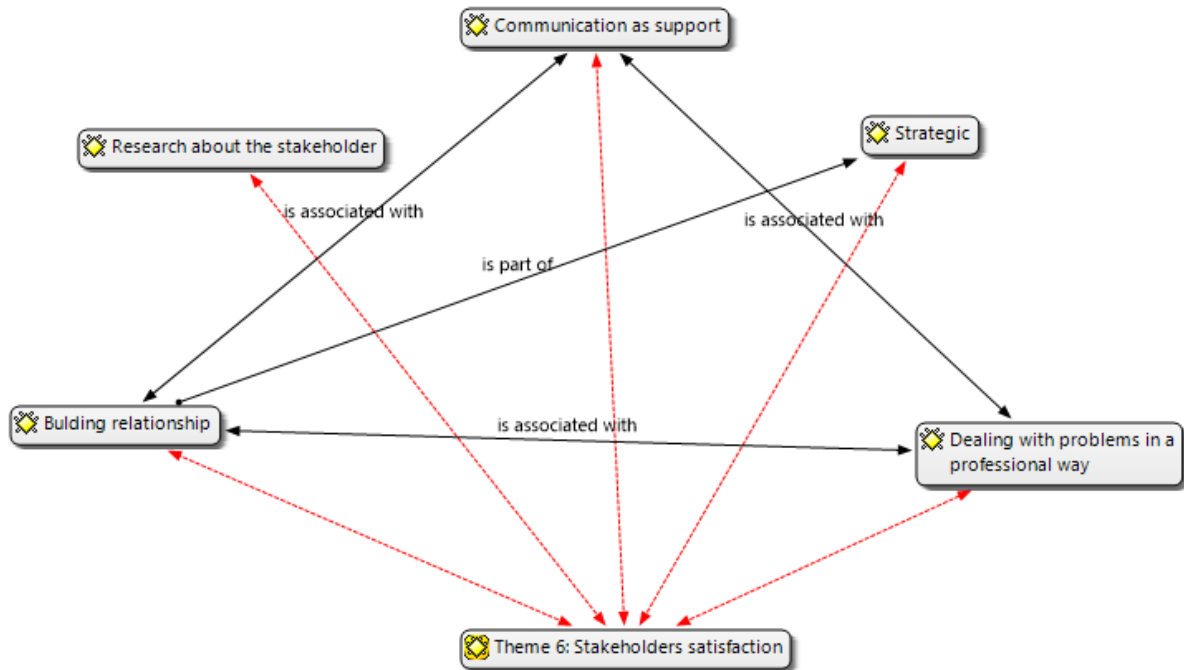 Communication as support
Strategic
Research about the stakeholder
is associated with
is associated with
is part of
Bulding relationship
is associated with
Dealing with problems in a
professional way
Theme 6: Stakeholders satisfaction